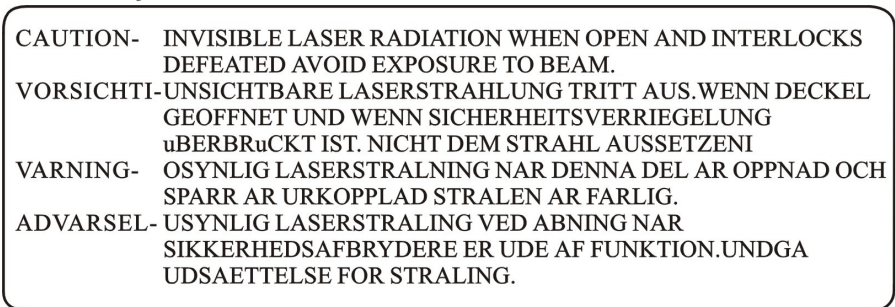 CAUTION- INVISIBLE LASER RADIATION WHEN OPEN AND INTERLOCKS
DEFEATED AVOID EXPOSURE TO BEAM.
VORSICHTI-UNSICHTBARE LASERSTRAHLUNG TRITT AUS.WENN DECKEL
GEOFFNET UND WENN SICHERHEITSVERRIEGELUNG
uBERBRuCKT IST. NICHT DEM STRAHL AUSSETZENI
VARNING- OSYNLIG LASERSTRALNING NAR DENNA DEL AR OPPNAD OCH
SPARR AR URKOPPLAD STRALEN AR FARLIG.
ADVARSEL- USYNLIG LASERSTRALING VED ABNING NAR
SIKKERHEDSAFBRYDERE ER UDE AF FUNKTION.UNDGA
UDSAETTELSE FOR STRALING.